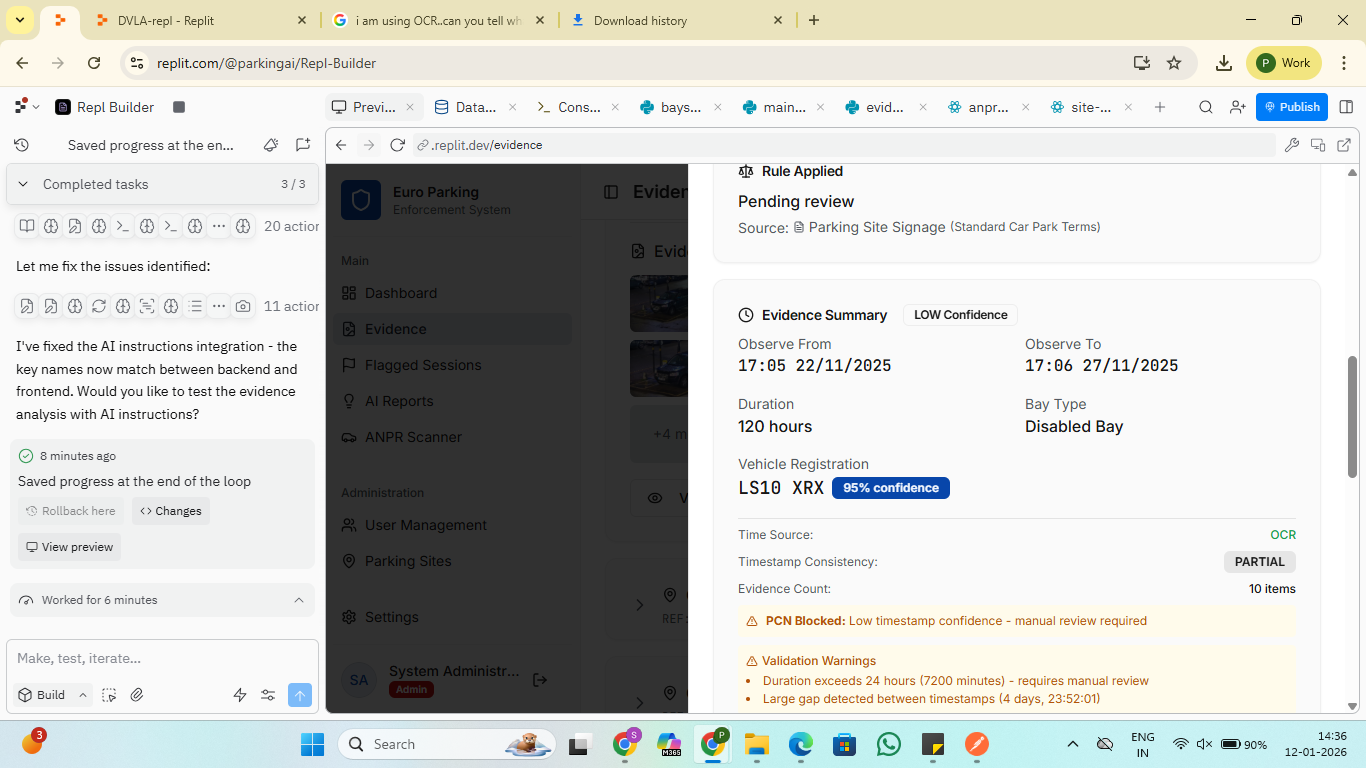 DVLA-repl - Replit
i am using OCR..can you tell wh
Download history
replit.com/@parkingai/Repl-Builder
P Work
Repl Builder
Previ...
Data...
Cons...
bays...
main...
evid...
anpr...
site-...
Publish
Saved progress at the en...
.replit.dev/evidence
Completed tasks 3 / 3
20 action
Let me fix the issues identified:
11 action
I've fixed the AI instructions integration - the
key names now match between backend and
frontend. Would you like to test the evidence
analysis with AI instructions?
8 minutes ago
Saved progress at the end of the loop
Rollback here
Changes
View preview
Worked for 6 minutes
Make, test, iterate...
Build
Euro Parking
Enforcement System
Main
Dashboard
Evidence
Flagged Sessions
AI Reports
ANPR Scanner
Administration
User Management
Parking Sites
Settings
SA
System Administr...
Admin
Eviden
Evid
+4 m
V
REF:
Rule Applied
Pending review
Source: Parking Site Signage (Standard Car Park Terms)
Evidence Summary LOW Confidence
Observe From Observe To
17:05 22/11/2025 17:06 27/11/2025
Duration Bay Type
120 hours Disabled Bay
Vehicle Registration
LS10 XRX 95% confidence
Time Source: OCR
Timestamp Consistency: PARTIAL
Evidence Count: 10 items
PCN Blocked: Low timestamp confidence - manual review required
Validation Warnings
• Duration exceeds 24 hours (7200 minutes) - requires manual review
• Large gap detected between timestamps (4 days, 23:52:01)
3
Search
M365
S
P
ENG
IN
90%
14:36
12-01-2026